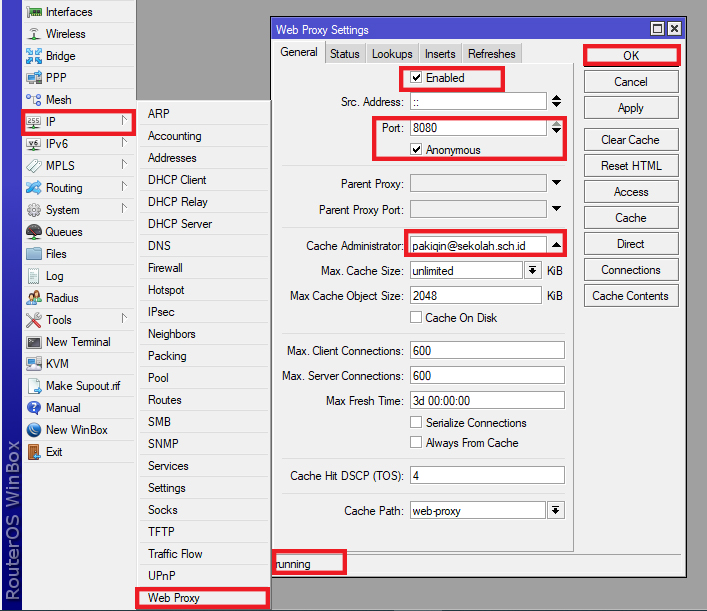 Interfaces
Wireless
Bridge
PPP
Mesh
255 IP
v6 IPv6
MPLS
Routing
System
Queues
Files
Log
Radius
Tools
New Terminal
KVM
Make Supout.rif
Manual
New WinBox
Exit
RouterOS WinBox
ARP
Accounting
Addresses
DHCP Client
DHCP Relay
DHCP Server
DNS
Firewall
Hotspot
IPsec
Neighbors
Packing
Pool
Routes
SMB
SNMP
Services
Settings
Socks
TFTP
Traffic Flow
UPnP
Web Proxy
Web Proxy Settings
General Status Lookups Inserts Refreshes
Enabled
Src. Address: ::
Port: 8080
Anonymous
Parent Proxy:
Parent Proxy Port:
Cache Administrator: pakiqin@sekolah.sch.id
Max. Cache Size: unlimited KiB
Max Cache Object Size: 2048 KiB
Cache On Disk
Max. Client Connections: 600
Max. Server Connections: 600
Max Fresh Time: 3d 00:00:00
Serialize Connections
Always From Cache
Cache Hit DSCP (TOS): 4
Cache Path: web-proxy
running
OK
Cancel
Apply
Clear Cache
Reset HTML
Access
Cache
Direct
Connections
Cache Contents